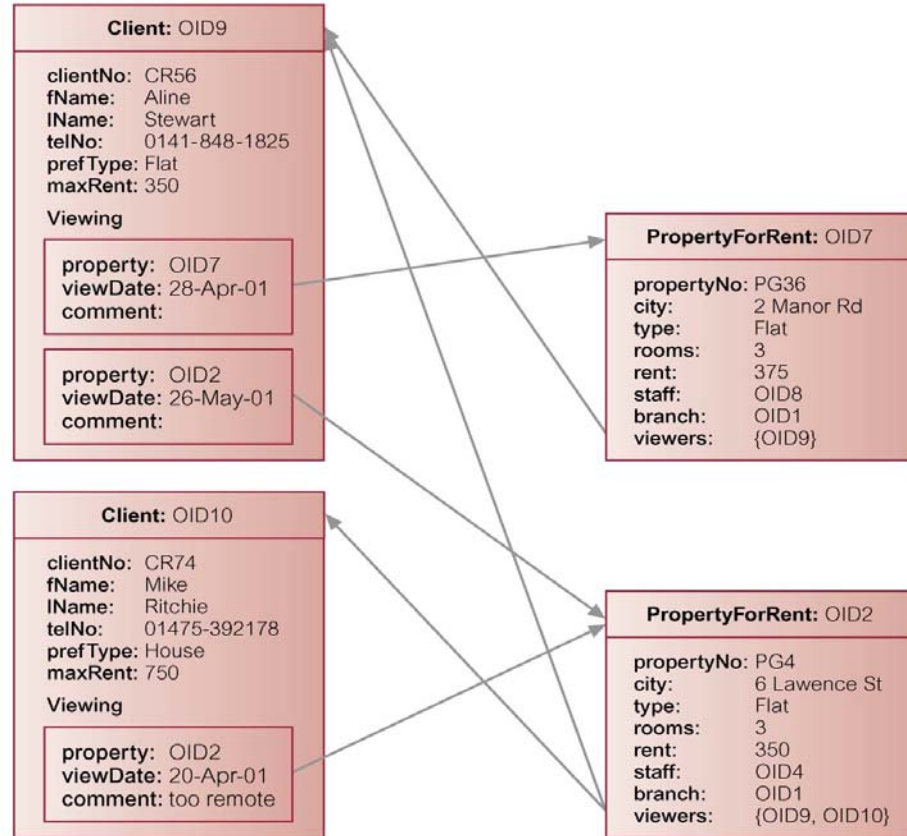 Client: OID9
clientNo: CR56
fName: Aline
lName: Stewart
telNo: 0141-848-1825
prefType: Flat
maxRent: 350
Viewing
property: OID7
viewDate: 28-Apr-01
comment:
property: OID2
viewDate: 26-May-01
comment:
Client: OID10
clientNo: CR74
fName: Mike
lName: Ritchie
telNo: 01475-392178
prefType: House
maxRent: 750
Viewing
property: OID2
viewDate: 20-Apr-01
comment: too remote
PropertyForRent: OID7
propertyNo: PG36
city: 2 Manor Rd
type: Flat
rooms: 3
rent: 375
staff: OID8
branch: OID1
viewers: {OID9}
PropertyForRent: OID2
propertyNo: PG4
city: 6 Lawence St
type: Flat
rooms: 3
rent: 350
staff: OID4
branch: OID1
viewers: {OID9, OID10}